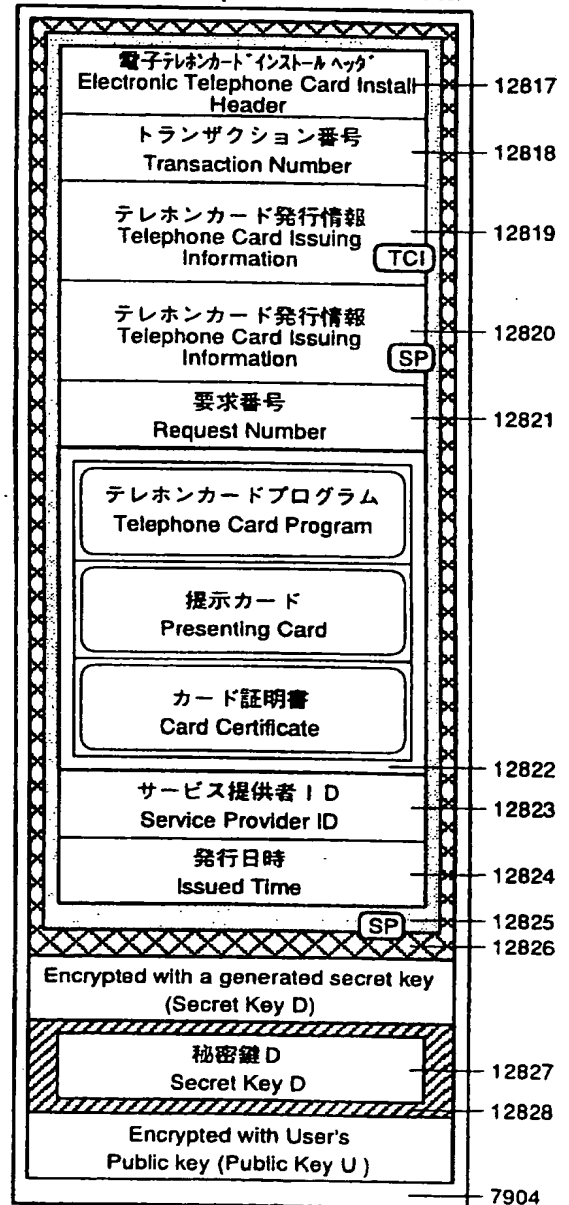 電子テレホンカードインストールヘッダ
Electronic Telephone Card Install
Header
12817
トランザクション番号
Transaction Number
12818
テレホンカード発行情報
Telephone Card Issuing
Information
TCI
12819
テレホンカード発行情報
Telephone Card Issuing
Information
SP
12820
要求番号
Request Number
12821
テレホンカードプログラム
Telephone Card Program
提示カード
Presenting Card
カード証明書
Card Certificate
12822
サービス提供者ID
Service Provider ID
12823
発行日時
Issued Time
12824
SP
12825
12826
Encrypted with a generated secret key
(Secret Key D)
秘密鍵D
Secret Key D
12827
12828
Encrypted with User's
Public key (Public Key U )
7904